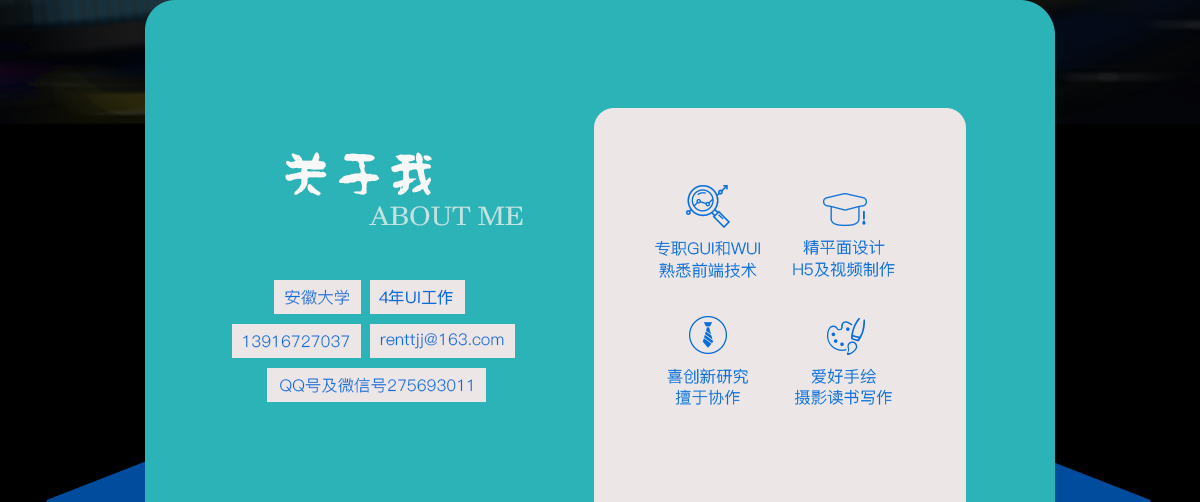 关于我
ABOUT ME
安徽大学
4年UI工作
13916727037
renttjj@163.com
QQ号及微信号275693011
专职GUI和WUI
熟悉前端技术
精平面设计
H5及视频制作
喜创新研究
擅于协作
爱好手绘
摄影读书写作